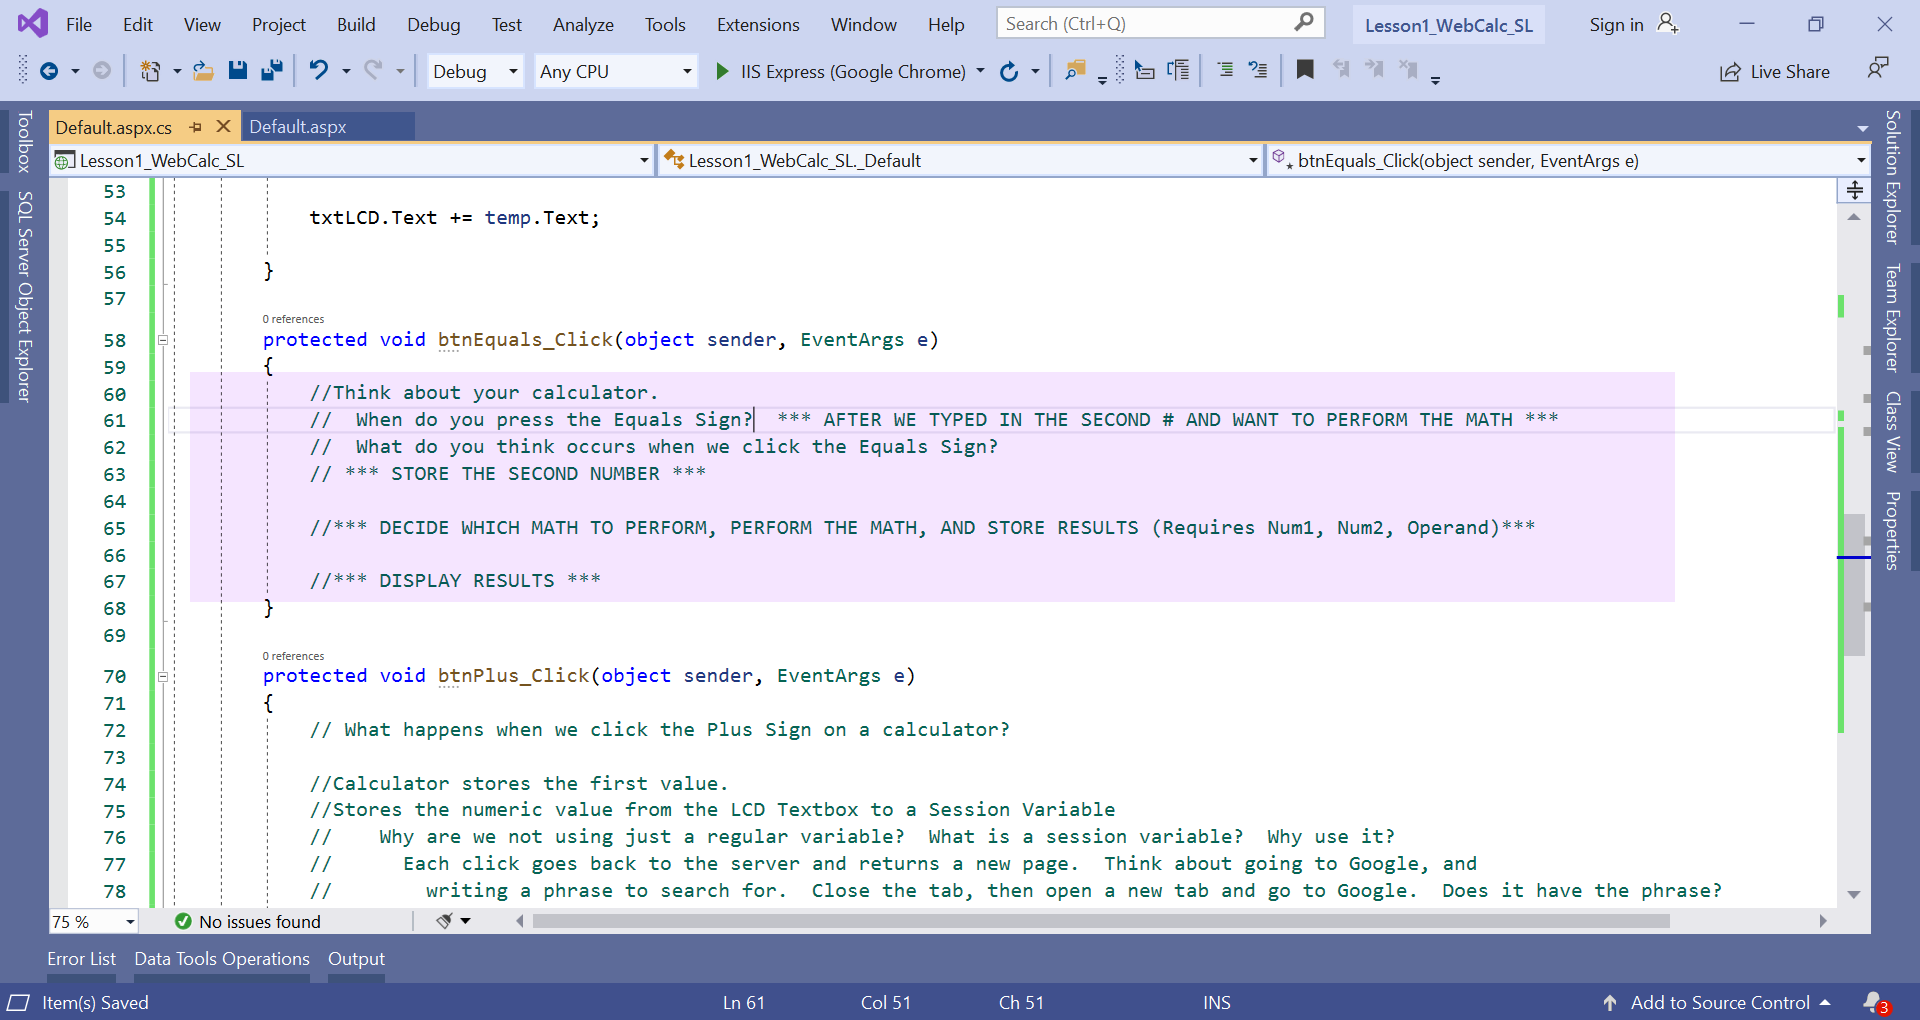 File Edit View Project Build Debug Test Analyze Tools Extensions Window Help Search (Ctrl+Q) Lesson1_WebCalc_SL Sign in
Debug Any CPU IIS Express (Google Chrome) Live Share
Default.aspx.cs Default.aspx
Lesson1_WebCalc_SL Lesson1_WebCalc_SL._Default btnEquals_Click(object sender, EventArgs e)
Toolbox
SQL Server Object Explorer
53
54 txtLCD.Text += temp.Text;
55
56 }
57
0 references
58 protected void btnEquals_Click(object sender, EventArgs e)
59 {
60 //Think about your calculator.
61 //  When do you press the Equals Sign?  *** AFTER WE TYPED IN THE SECOND # AND WANT TO PERFORM THE MATH ***
62 //  What do you think occurs when we click the Equals Sign?
63 // *** STORE THE SECOND NUMBER ***
64
65 //*** DECIDE WHICH MATH TO PERFORM, PERFORM THE MATH, AND STORE RESULTS (Requires Num1, Num2, Operand)***
66
67 //*** DISPLAY RESULTS ***
68 }
69
0 references
70 protected void btnPlus_Click(object sender, EventArgs e)
71 {
72 // What happens when we click the Plus Sign on a calculator?
73
74 //Calculator stores the first value.
75 //Stores the numeric value from the LCD Textbox to a Session Variable
76 //    Why are we not using just a regular variable?  What is a session variable?  Why use it?
77 //      Each click goes back to the server and returns a new page.  Think about going to Google, and
78 //        writing a phrase to search for.  Close the tab, then open a new tab and go to Google.  Does it have the phrase?
Solution Explorer
Team Explorer
Class View
Properties
75 % No issues found
Error List Data Tools Operations Output
Item(s) Saved Ln 61 Col 51 Ch 51 INS Add to Source Control 3